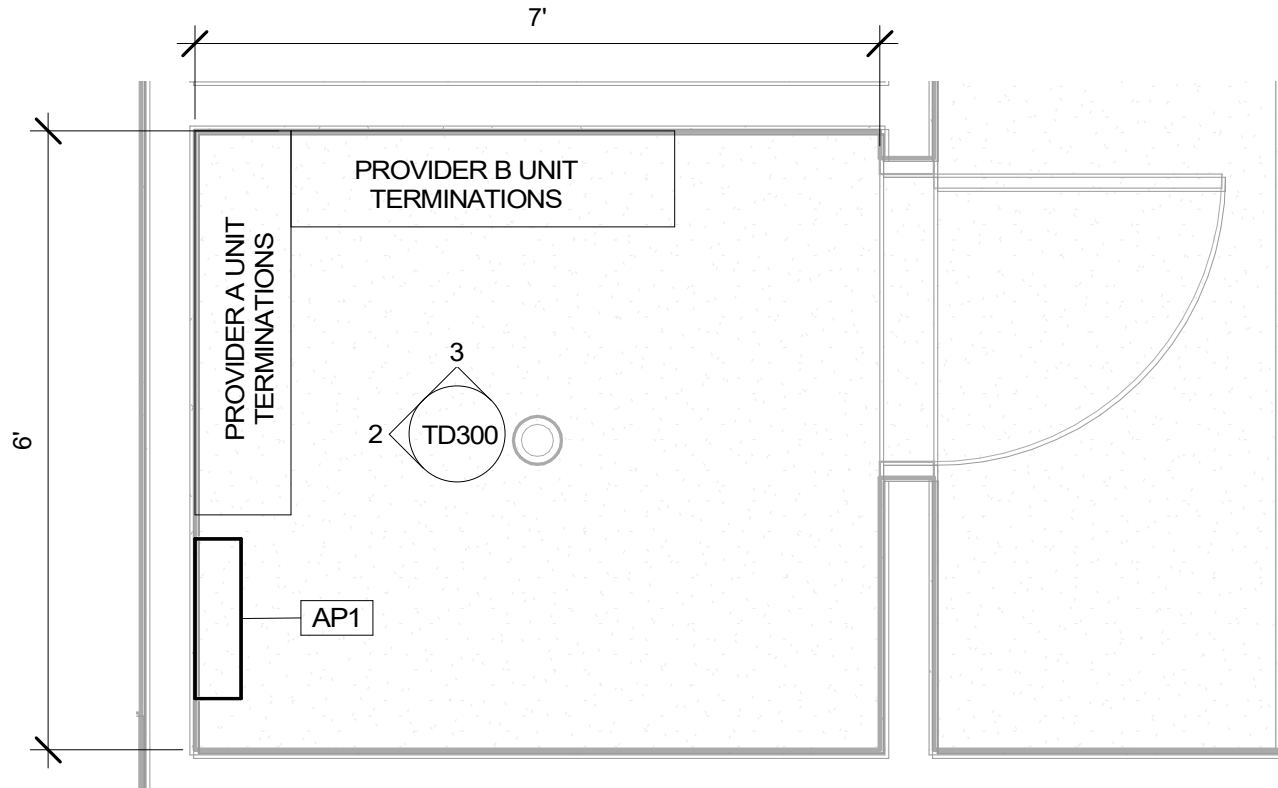 7'
PROVIDER B UNIT
TERMINATIONS
PROVIDER A UNIT
TERMINATIONS
6'
3
2
TD300
AP1